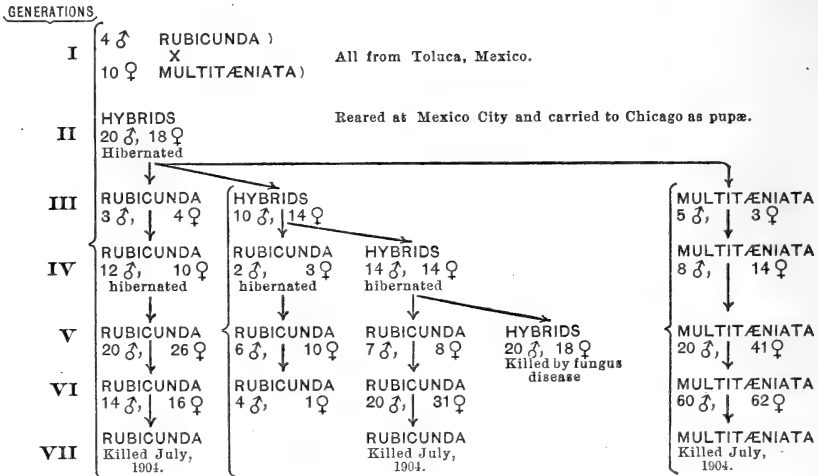 GENERATIONS
I
4 ♂ RUBICUNDA )
X
10 ♀ MULTITÆNIATA )
All from Toluca, Mexico.
II
HYBRIDS
20 ♂, 18 ♀
Hibernated
Reared at Mexico City and carried to Chicago as pupæ.
III
RUBICUNDA
3 ♂, 4 ♀
HYBRIDS
10 ♂, 14 ♀
MULTITÆNIATA
5 ♂, 3 ♀
IV
RUBICUNDA
12 ♂, 10 ♀
hibernated
RUBICUNDA
2 ♂, 3 ♀
hibernated
HYBRIDS
14 ♂, 14 ♀
hibernated
MULTITÆNIATA
8 ♂, 14 ♀
V
RUBICUNDA
20 ♂, 26 ♀
RUBICUNDA
6 ♂, 10 ♀
RUBICUNDA
7 ♂, 8 ♀
HYBRIDS
20 ♂, 18 ♀
Killed by fungus
disease
MULTITÆNIATA
20 ♂, 41 ♀
VI
RUBICUNDA
14 ♂, 16 ♀
RUBICUNDA
4 ♂, 1 ♀
RUBICUNDA
20 ♂, 31 ♀
MULTITÆNIATA
60 ♂, 62 ♀
VII
RUBICUNDA
Killed July,
1904.
RUBICUNDA
Killed July,
1904.
MULTITÆNIATA
Killed July,
1904.